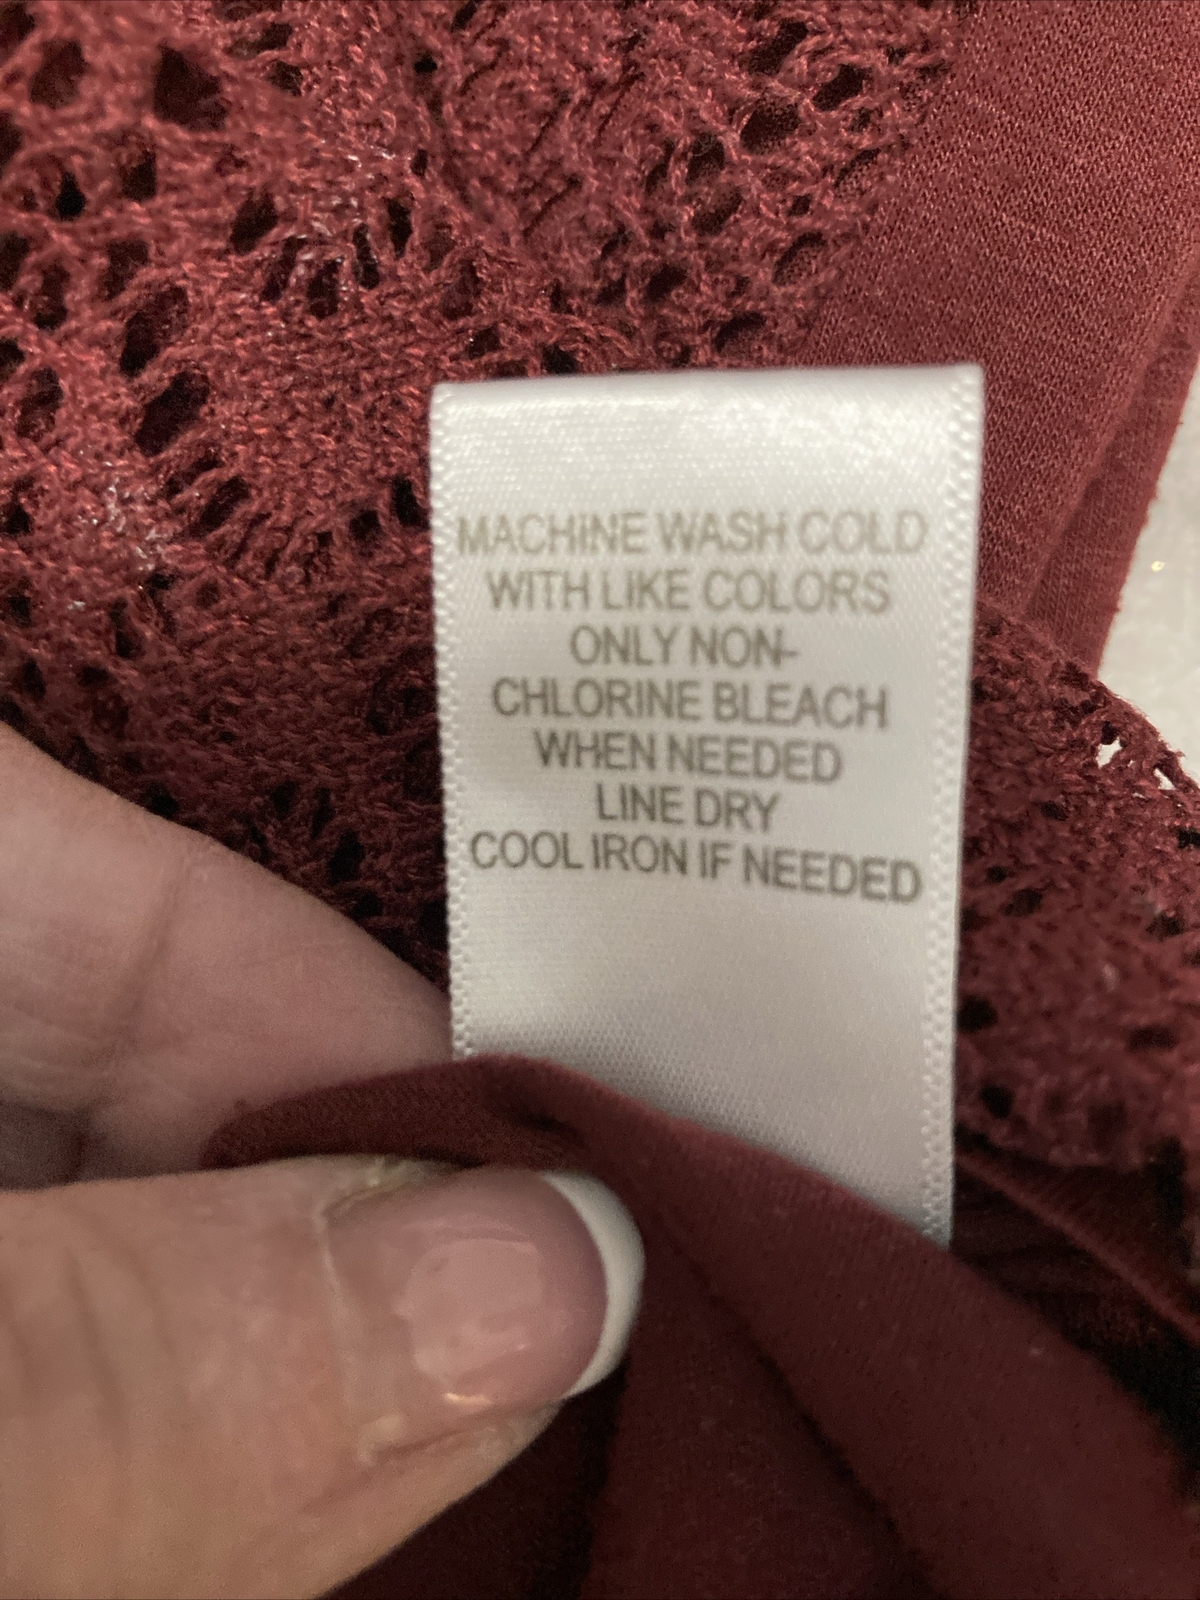 MACHINE WASH COLD
WITH LIKE COLORS
ONLY NON-
CHLORINE BLEACH
WHEN NEEDED
LINE DRY
COOL IRON IF NEEDED